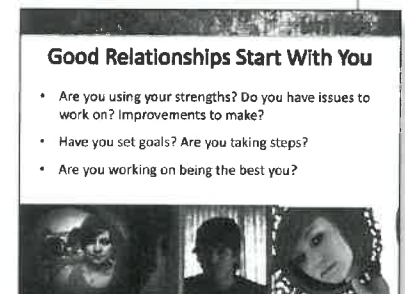 Good Relationships Start With You
• Are you using your strengths? Do you have issues to
work on? Improvements to make?
• Have you set goals? Are you taking steps?
• Are you working on being the best you?